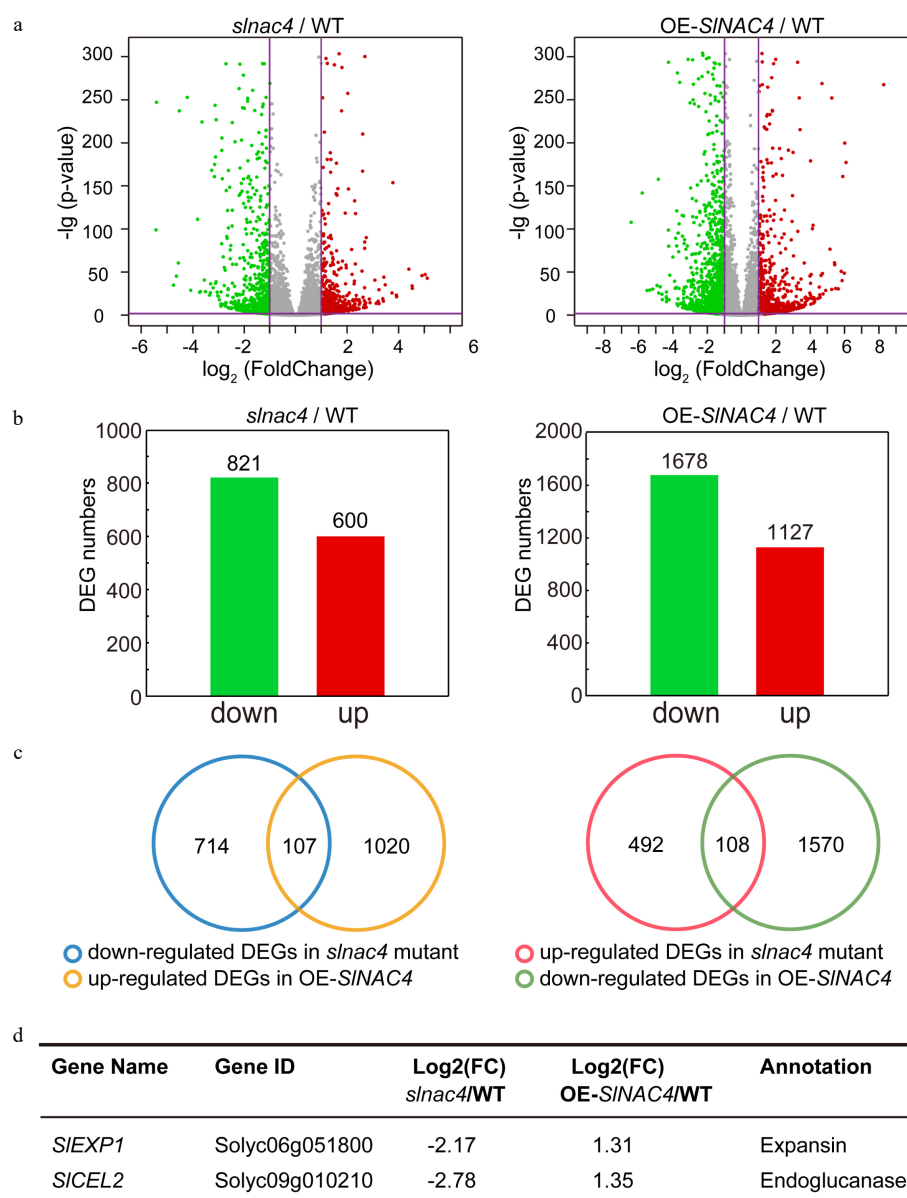 a
slnac4 / WT
OE-SlNAC4 / WT
300
250
200
150
100
50
0
-lg (p-value)
-6 -4 -2 2 4 6
log2 (FoldChange)
300
250
200
150
100
50
0
-lg (p-value)
-8 -6 -4 -2 2 4 6 8
log2 (FoldChange)
b
slnac4 / WT
OE-SlNAC4 / WT
1000
800
600
400
200
0
DEG numbers
821
600
down up
2000
1600
1200
800
400
0
DEG numbers
1678
1127
down up
c
714 107 1020
492 108 1570
down-regulated DEGs in slnac4 mutant
up-regulated DEGs in OE-SlNAC4
up-regulated DEGs in slnac4 mutant
down-regulated DEGs in OE-SlNAC4
d
Gene Name Gene ID Log2(FC) Log2(FC) Annotation
slnac4/WT OE-SlNAC4/WT
SlEXP1 Solyc06g051800 -2.17 1.31 Expansin
SlCEL2 Solyc09g010210 -2.78 1.35 Endoglucanase